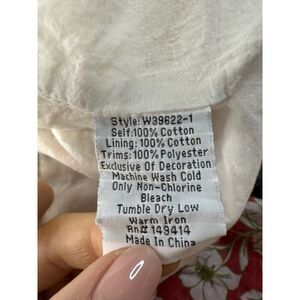 Style: W39622-1
Self:100% Cotton
Lining: 100% Cotton
Trims: 100% Polyester
Exclusive Of Decoration
Machine Wash Cold
Only Non-Chlorine
Bleach
Tumble Dry Low
Warm Iron
Rn# 149414
Made In China